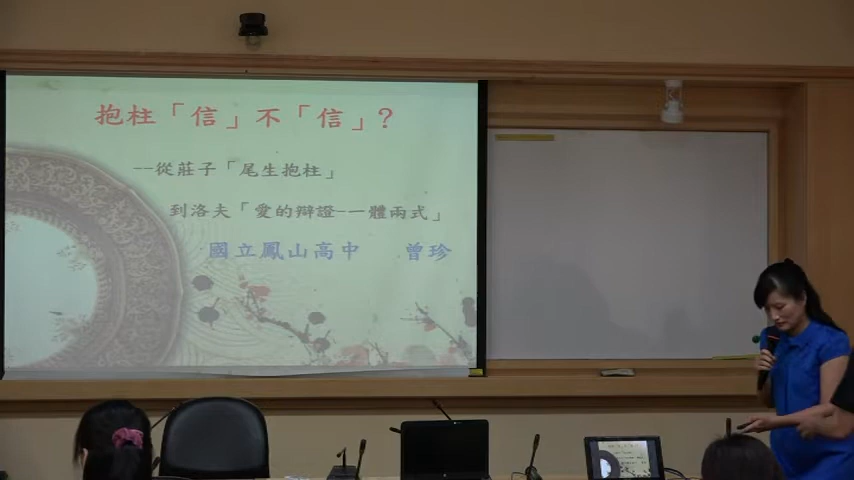 抱柱「信」不「信」?
--從莊子「尾生抱柱」
到洛夫「愛的辯證--一體兩式」
國立鳳山高中 曾珍